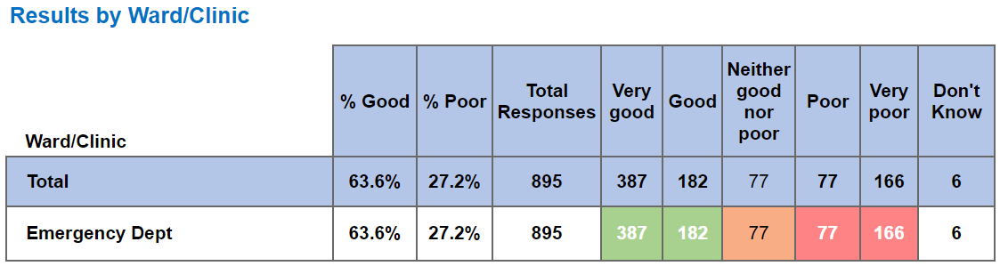 Results by Ward/Clinic
Ward/Clinic % Good % Poor Total Responses Very good Good Neither good nor poor Poor Very poor Don't Know
Total 63.6% 27.2% 895 387 182 77 77 166 6
Emergency Dept 63.6% 27.2% 895 387 182 77 77 166 6